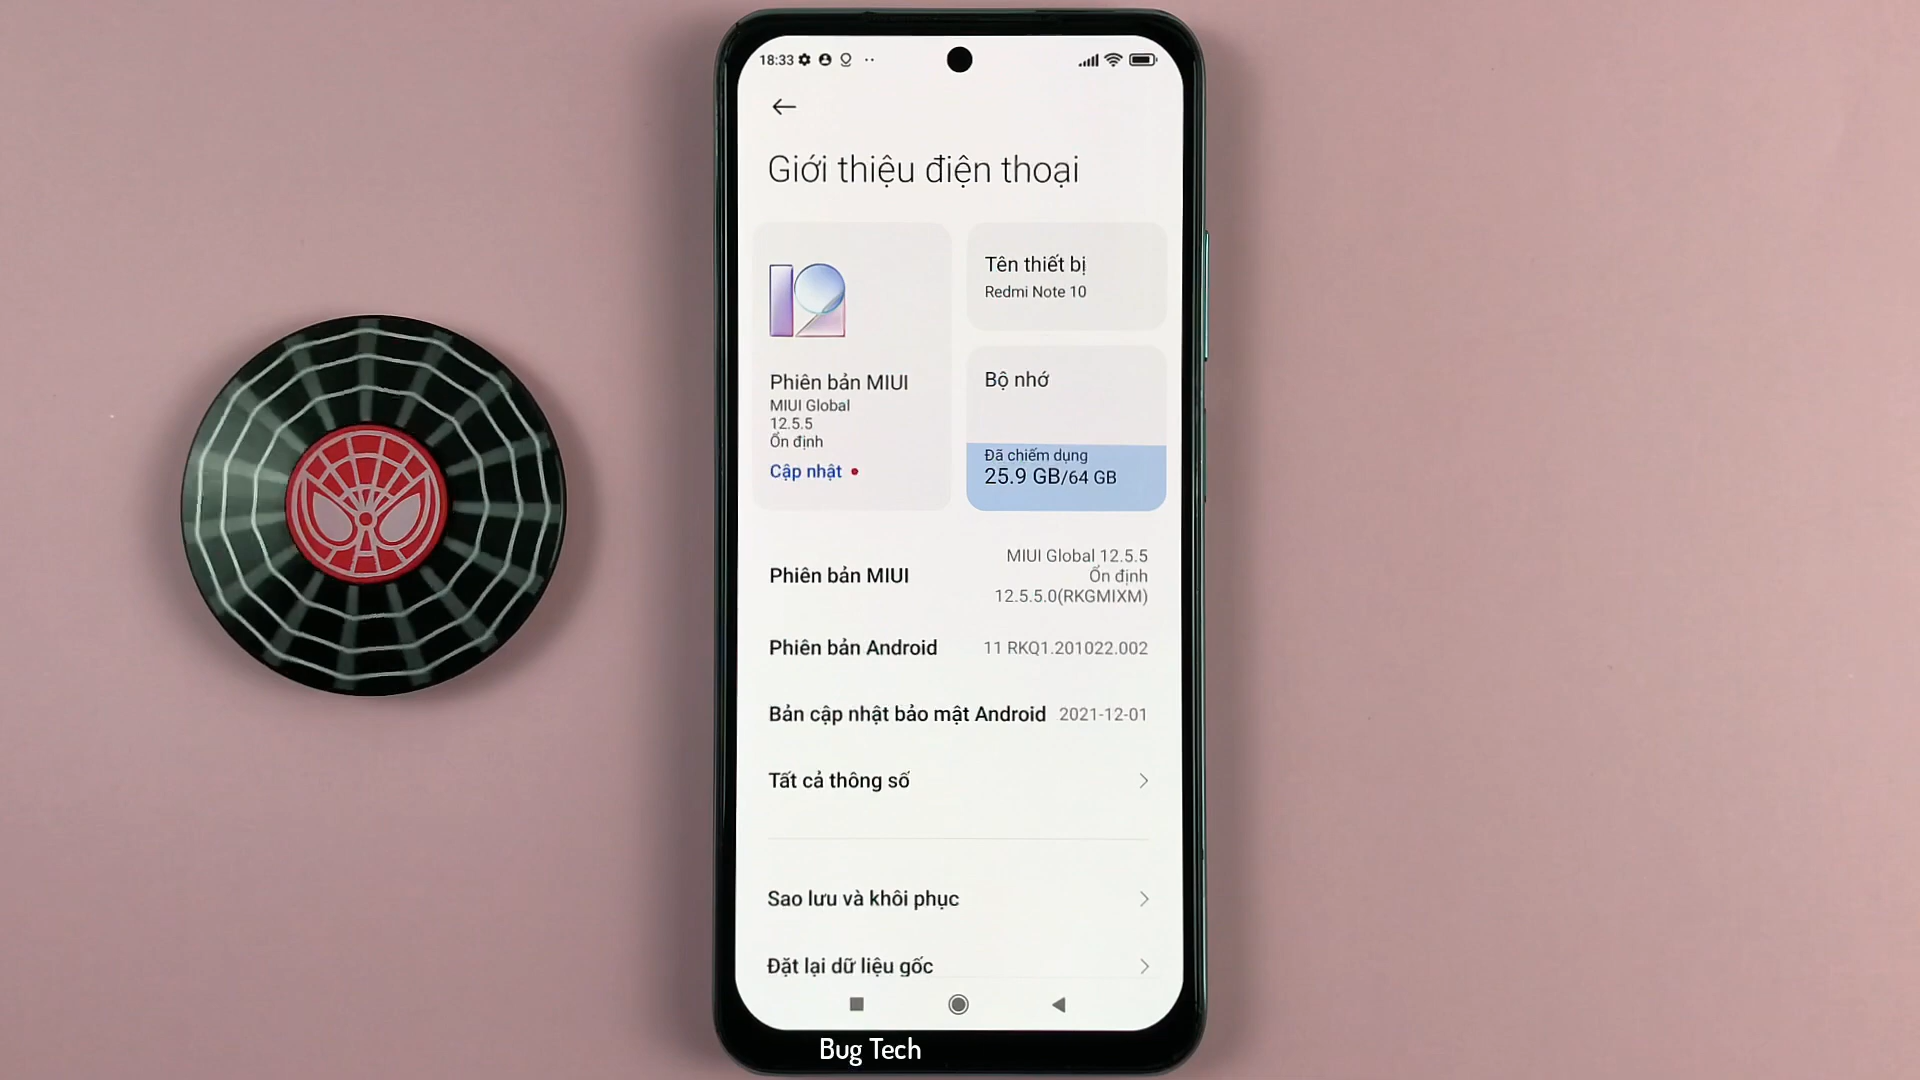 18:33
Giới thiệu điện thoại
Phiên bản MIUI
MIUI Global
12.5.5
Ổn định
Cập nhật
Tên thiết bị
Redmi Note 10
Bộ nhớ
Đã chiếm dụng
25.9 GB/64 GB
Phiên bản MIUI
MIUI Global 12.5.5
Ổn định
12.5.5.0(RKGMIXM)
Phiên bản Android
11 RKQ1.201022.002
Bản cập nhật bảo mật Android
2021-12-01
Tất cả thông số
Sao lưu và khôi phục
Đặt lại dữ liệu gốc
Bug Tech